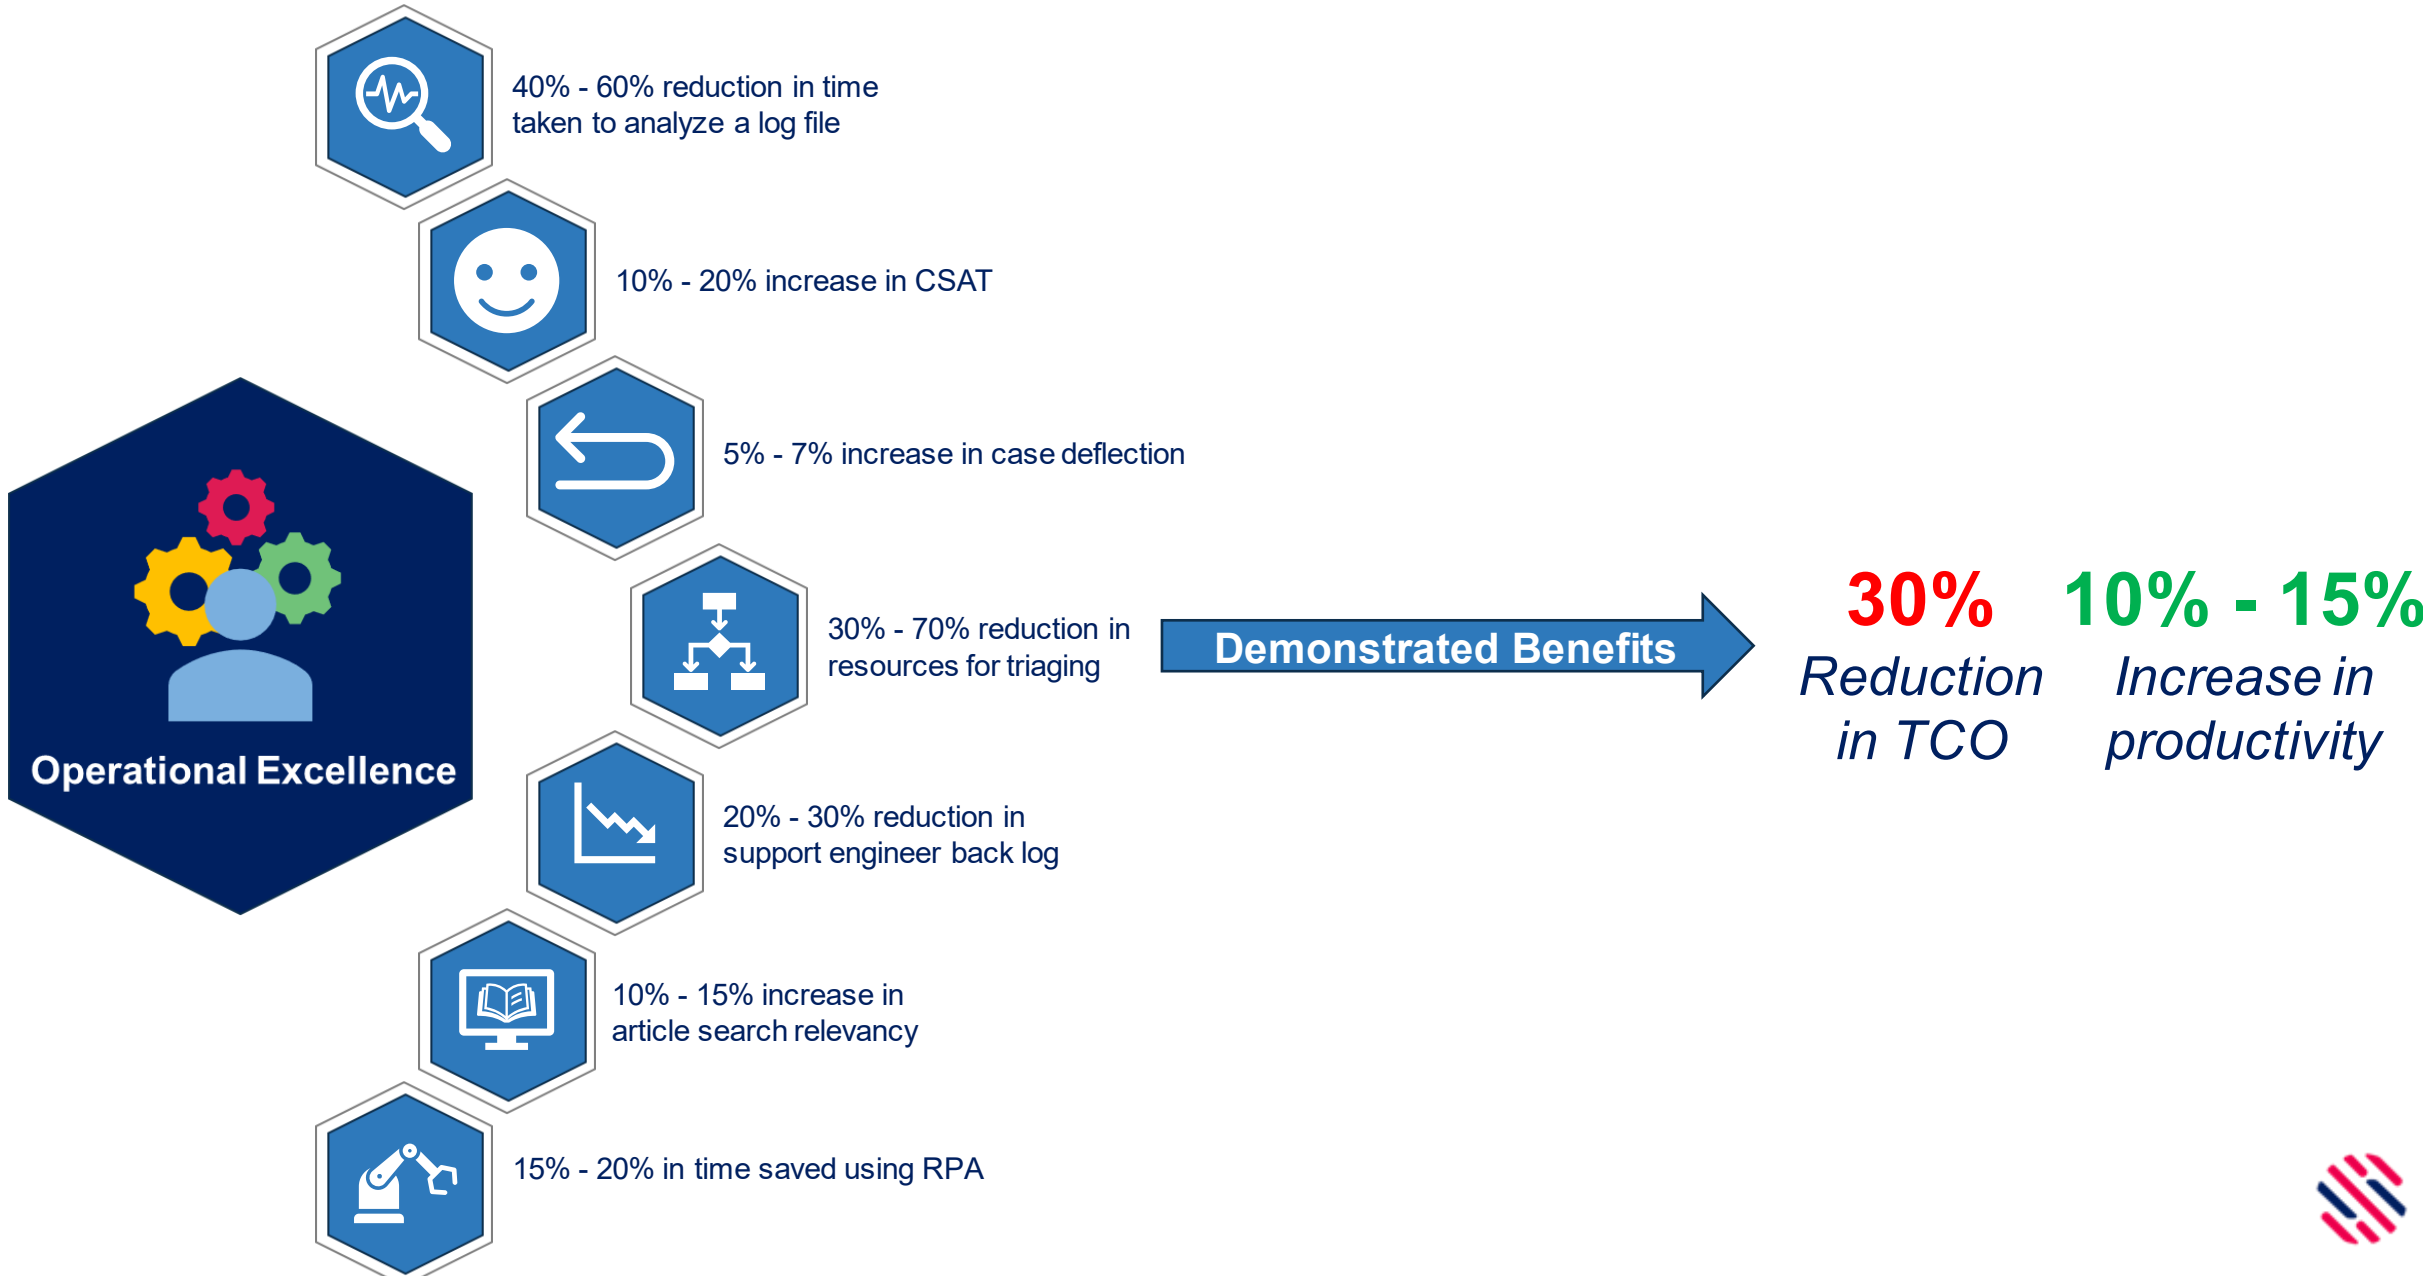 40% - 60% reduction in time
taken to analyze a log file
10% - 20% increase in CSAT
5% - 7% increase in case deflection
Operational Excellence
30% - 70% reduction in
resources for triaging
Demonstrated Benefits
30%
Reduction
in TCO
10% - 15%
Increase in
productivity
20% - 30% reduction in
support engineer back log
10% - 15% increase in
article search relevancy
15% - 20% in time saved using RPA